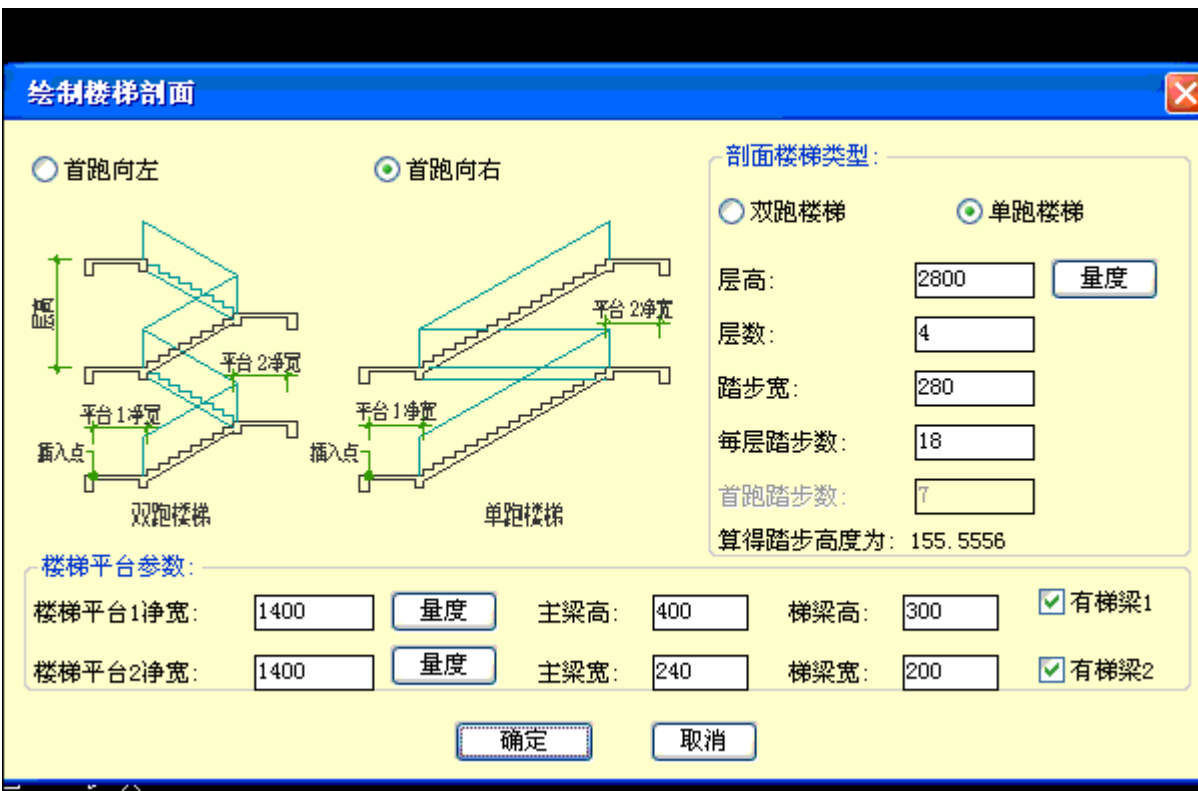 绘制楼梯剖面
首跑向左
首跑向右
剖面楼梯类型:
双跑楼梯
单跑楼梯
层高:
2800
量度
层数:
4
踏步宽:
280
每层踏步数:
18
首跑踏步数:
7
算得踏步高度为: 155.5556
层高
平台2净宽
平台1净宽
插入点
双跑楼梯
平台2净宽
平台1净宽
插入点
单跑楼梯
楼梯平台参数:
楼梯平台1净宽:
1400
量度
主梁高:
400
梯梁高:
300
有梯梁1
楼梯平台2净宽:
1400
量度
主梁宽:
240
梯梁宽:
200
有梯梁2
确定
取消